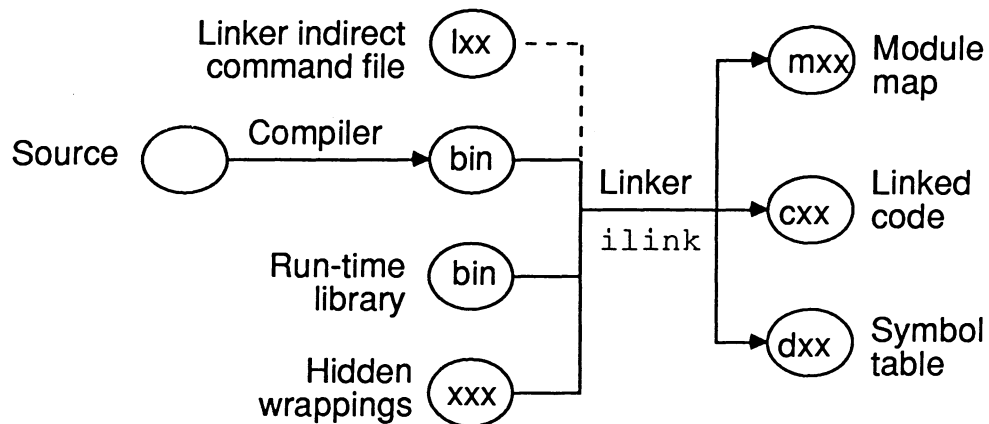 Linker indirect
command file
lxx
Source
Compiler
bin
Run-time
library
bin
Hidden
wrappings
xxx
Linker
ilink
mxx
Module
map
cxx
Linked
code
dxx
Symbol
table